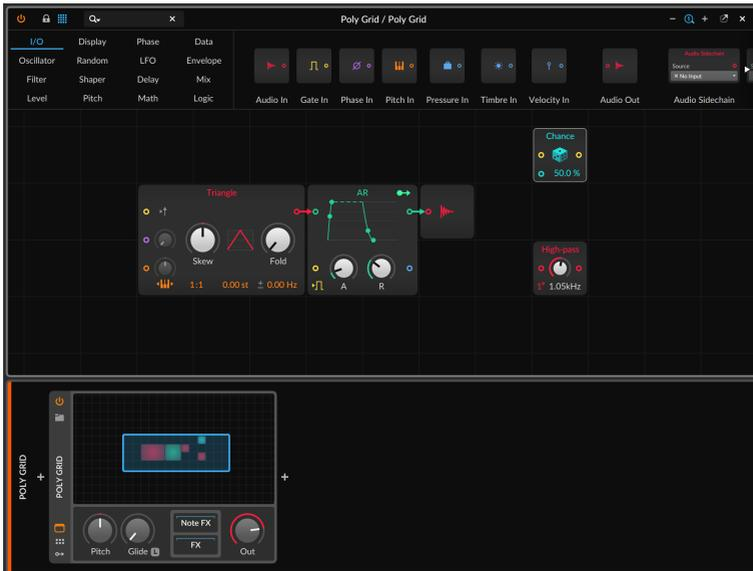 Poly Grid / Poly Grid
I/O Display Phase Data
Oscillator Random LFO Envelope
Filter Shaper Delay Mix
Level Pitch Math Logic
Audio In Gate In Phase In Pitch In Pressure In Timbre In Velocity In Audio Out
Audio Sidechain
Source
No Input
Audio Sidechain
Chance
50.0 %
Triangle
Skew Fold
1:1 0.00 st ± 0.00 Hz
AR
A R
High-pass
1.05kHz
POLY GRID
POLY GRID
Pitch Glide L
Note FX
FX
Out